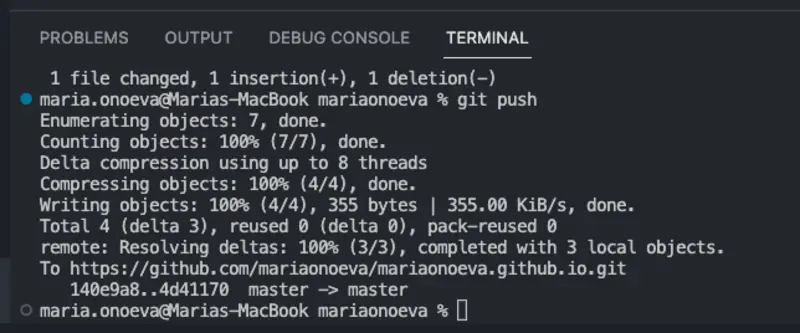 PROBLEMS OUTPUT DEBUG CONSOLE TERMINAL
1 file changed, 1 insertion(+), 1 deletion(-)
maria.onoeva@Marias-MacBook mariaonoeva % git push
Enumerating objects: 7, done.
Counting objects: 100% (7/7), done.
Delta compression using up to 8 threads
Compressing objects: 100% (4/4), done.
Writing objects: 100% (4/4), 355 bytes | 355.00 KiB/s, done.
Total 4 (delta 3), reused 0 (delta 0), pack-reused 0
remote: Resolving deltas: 100% (3/3), completed with 3 local objects.
To https://github.com/mariaonoeva/mariaonoeva.github.io.git
140e9a8..4d41170 master -> master
maria.onoeva@Marias-MacBook mariaonoeva %